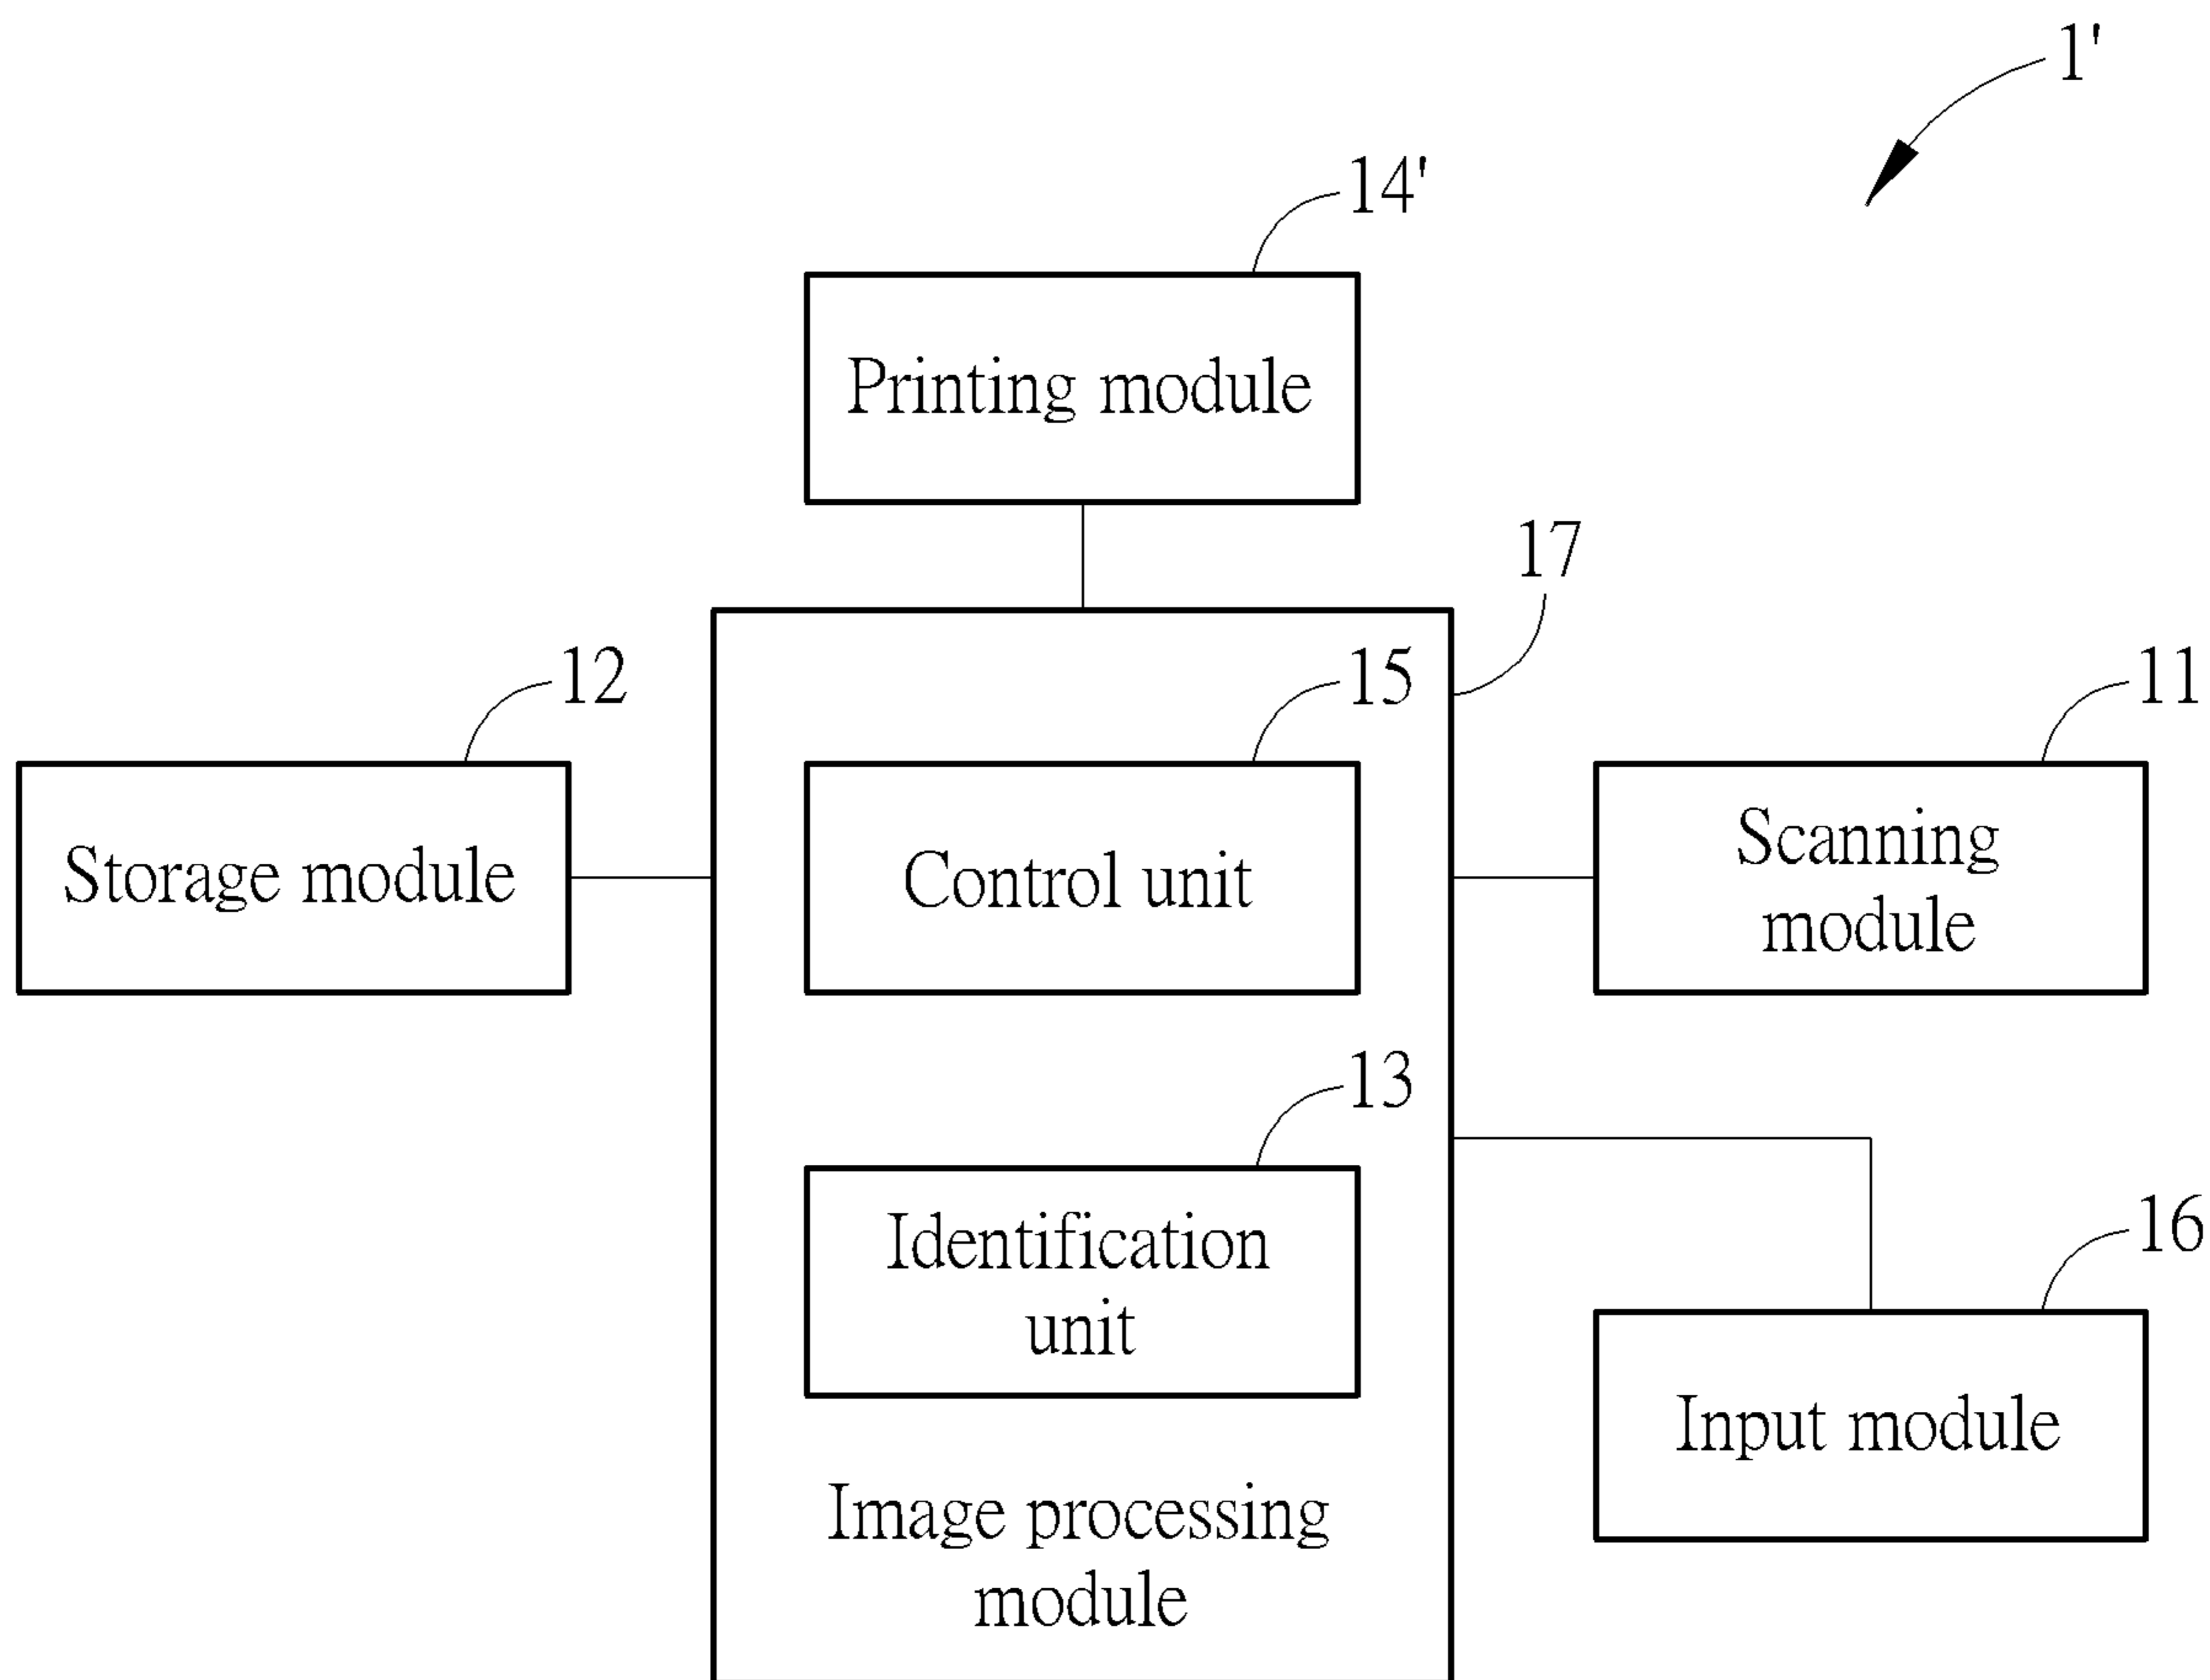 1'
14'
Printing module
17
12
15
11
Storage module
Control unit
Scanning
module
13
Identification
unit
16
Input module
Image processing
module